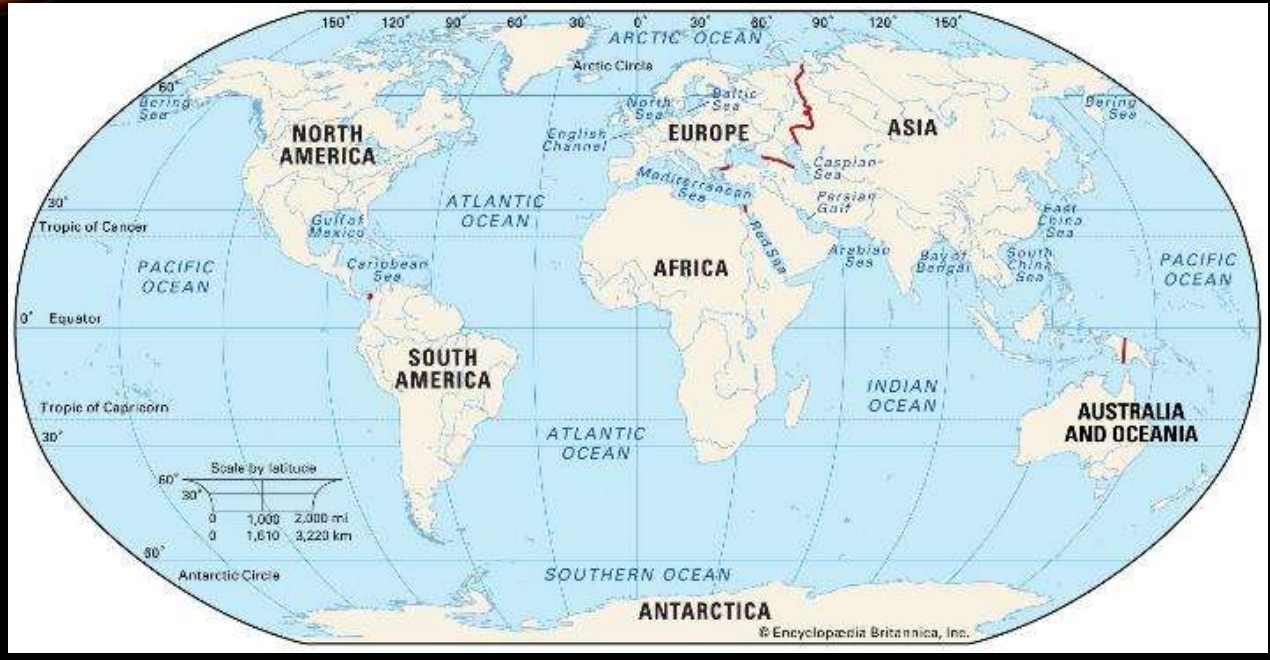 150° 120° 90° 60° 30° 0° 30° 60° 90° 120° 150°
ARCTIC OCEAN
Arctic Circle
60°
Bering
Sea
North
Sea
Baltic
Sea
Bering
Sea
NORTH
AMERICA
English
Channel
EUROPE
ASIA
Caspian
Sea
Mediterranean
Sea
Persian
Gulf
30°
ATLANTIC
OCEAN
Tropic of Cancer
Gulf of
Mexico
East
China
Sea
Red Sea
Arabian
Sea
Bay of
Bengal
South
China
Sea
PACIFIC
OCEAN
Caribbean
Sea
AFRICA
PACIFIC
OCEAN
0° Equator
SOUTH
AMERICA
INDIAN
OCEAN
Tropic of Capricorn
AUSTRALIA
AND OCEANIA
30°
ATLANTIC
OCEAN
Scale by latitude
60°
30°
0 1,000 2,000 mi
0 1,610 3,220 km
60°
Antarctic Circle
SOUTHERN OCEAN
ANTARCTICA
© Encyclopædia Britannica, Inc.